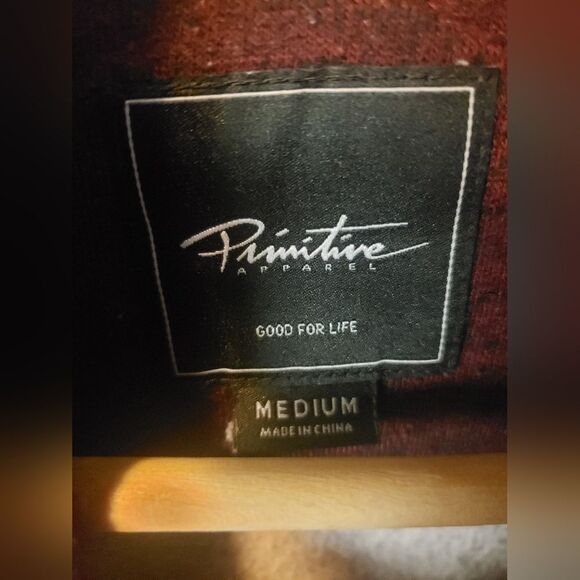 Primitive
APPAREL
GOOD FOR LIFE
MEDIUM
MADE IN CHINA